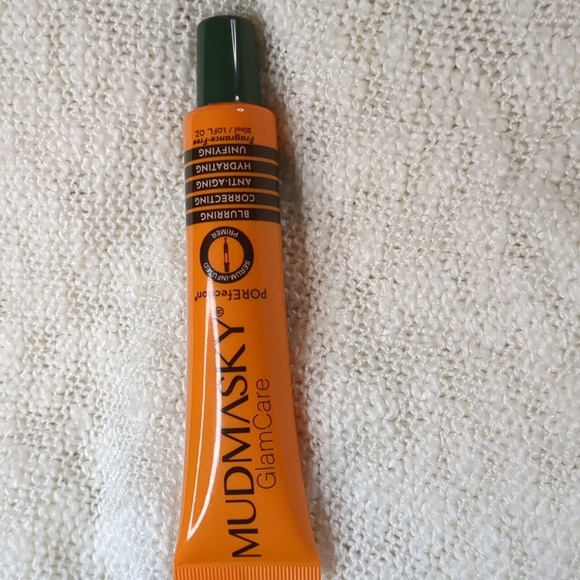 MUDMASKY®
GlamCare
POREfection®
SERUM-INFUSED
PRIMER
BLURRING
CORRECTING
ANTI-AGING
HYDRATING
UNIFYING
Fragrance-Free
30ml / 1.0FL. OZ.